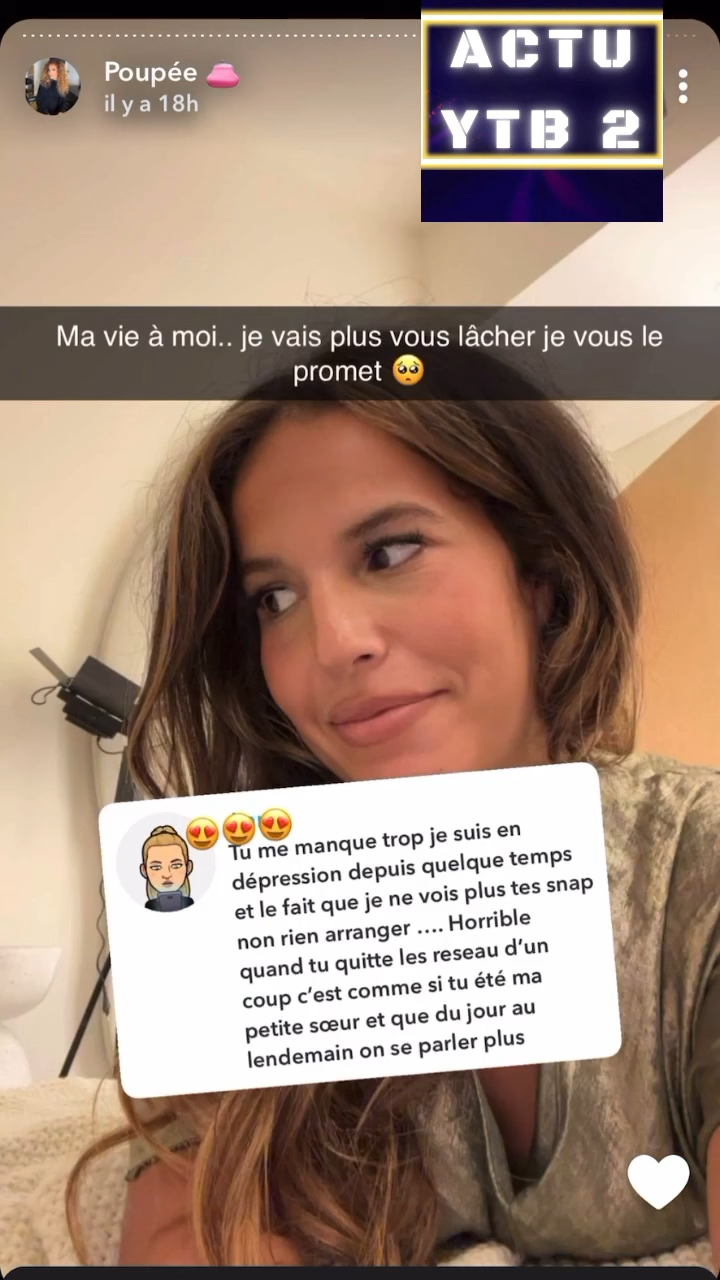 Poupée 👛
il y a 18h
ACTU
YTB 2
Ma vie à moi.. je vais plus vous lâcher je vous le
promet 🥺
😍😍😍
Tu me manque trop je suis en
dépression depuis quelque temps
et le fait que je ne vois plus tes snap
non rien arranger .... Horrible
quand tu quitte les reseau d’un
coup c’est comme si tu été ma
petite sœur et que du jour au
lendemain on se parler plus